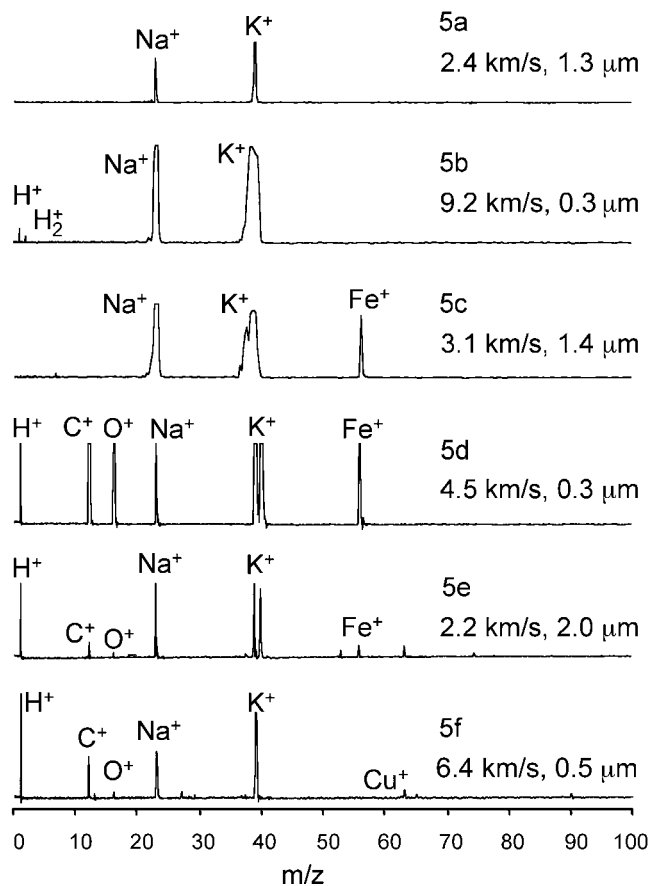 5a
Na⁺ K⁺
2.4 km/s, 1.3 μm
5b
Na⁺ K⁺
H⁺
9.2 km/s, 0.3 μm
H₂⁺
5c
Na⁺ K⁺ Fe⁺
3.1 km/s, 1.4 μm
H⁺ C⁺ O⁺ Na⁺ K⁺ Fe⁺
5d
4.5 km/s, 0.3 μm
H⁺ Na⁺ K⁺
5e
C⁺ O⁺ Fe⁺
2.2 km/s, 2.0 μm
H⁺ K⁺
C⁺ Na⁺
5f
O⁺ Cu⁺
6.4 km/s, 0.5 μm
0 10 20 30 40 50 60 70 80 90 100
m/z